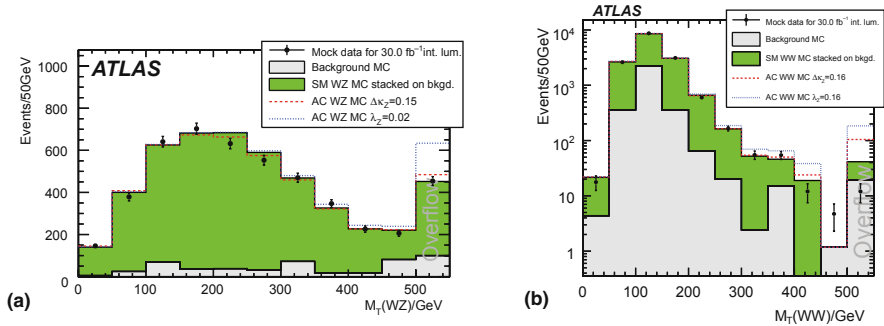 ATLAS
Mock data for 30.0 fb⁻¹ int. lum.
Background MC
SM WZ MC stacked on bkgd.
AC WZ MC Δκ_Z=0.15
AC WZ MC λ_Z=0.02
Events/50GeV
1000
800
600
400
200
0
Overflow
0 100 200 300 400 500
M_T(WZ)/GeV
(a)
ATLAS
Mock data for 30.0 fb⁻¹ int. lum.
Background MC
SM WW MC stacked on bkgd.
AC WW MC Δκ_Z=0.16
AC WW MC λ_Z=0.16
Events/50GeV
10⁴
10³
10²
10
1
Overflow
0 100 200 300 400 500
M_T(WW)/GeV
(b)